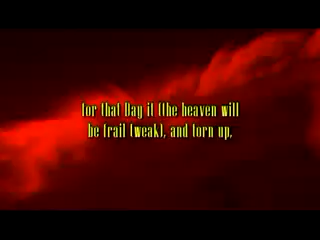 for that Day it (the heaven will
be frail (weak), and torn up,